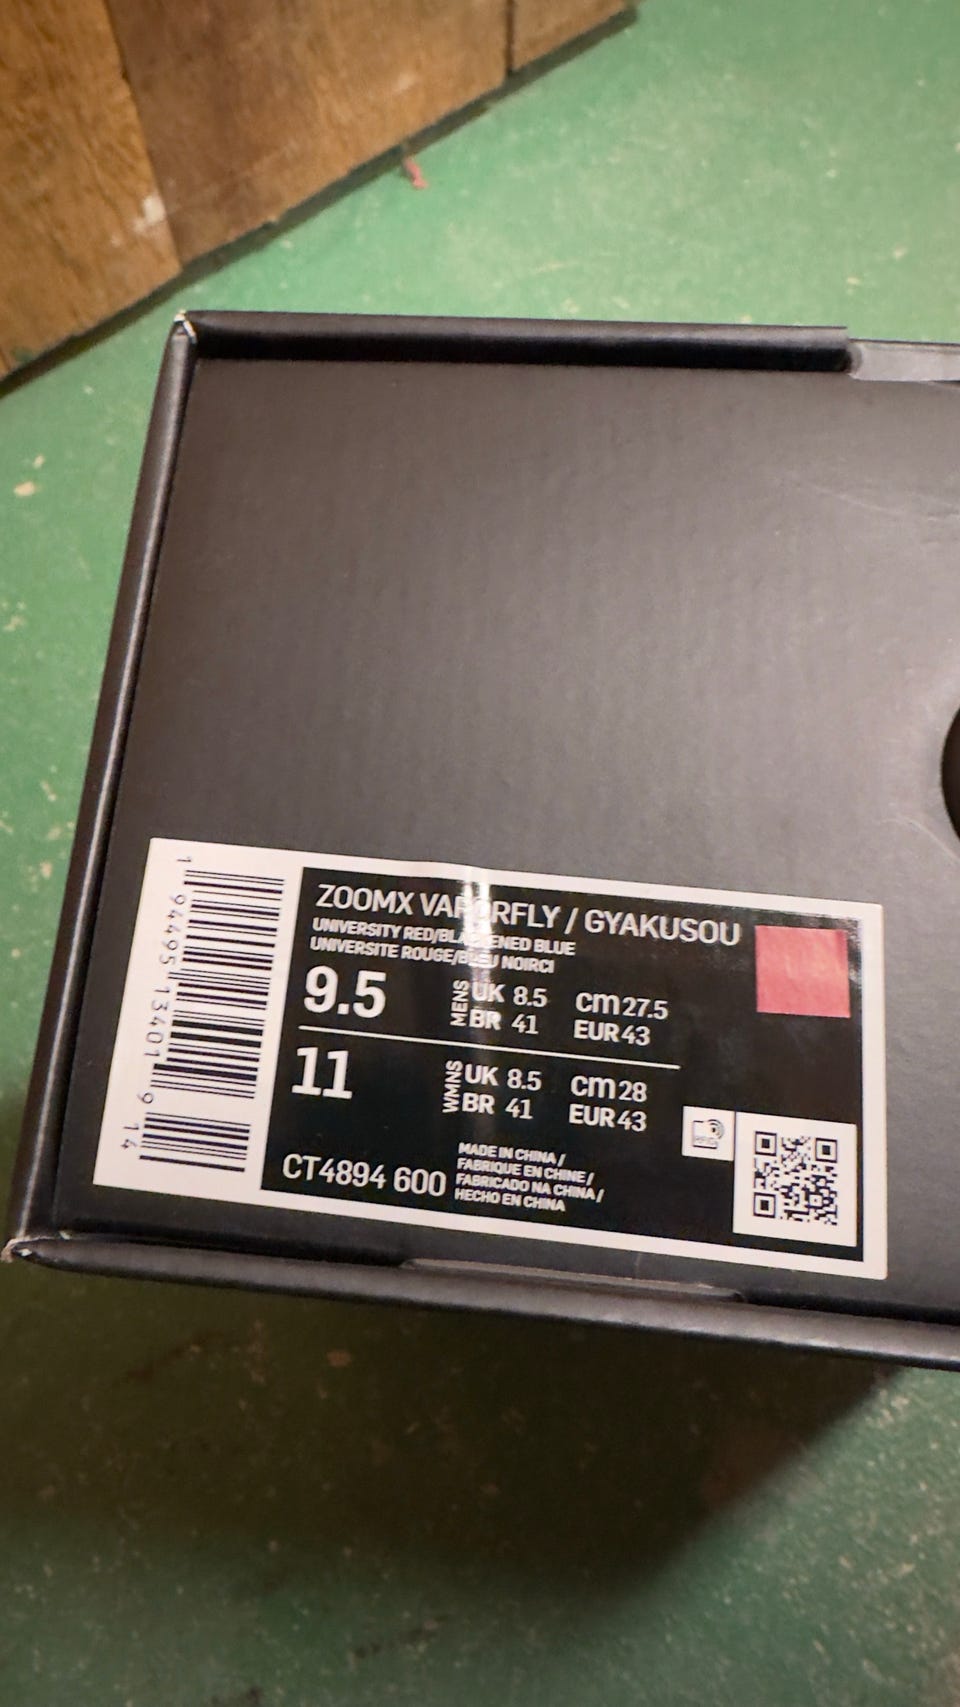 ZOOMX VAPORFLY / GYAKUSOU
UNIVERSITY RED/BLACKENED BLUE
UNIVERSITE ROUGE/BLEU NOIRCI
9.5 MENS UK 8.5 cm 27.5
BR 41 EUR 43
11 WMNS UK 8.5 cm 28
BR 41 EUR 43
CT4894 600
MADE IN CHINA /
FABRIQUE EN CHINE /
FABRICADO NA CHINA /
HECHO EN CHINA
1 94495 13401 9 14